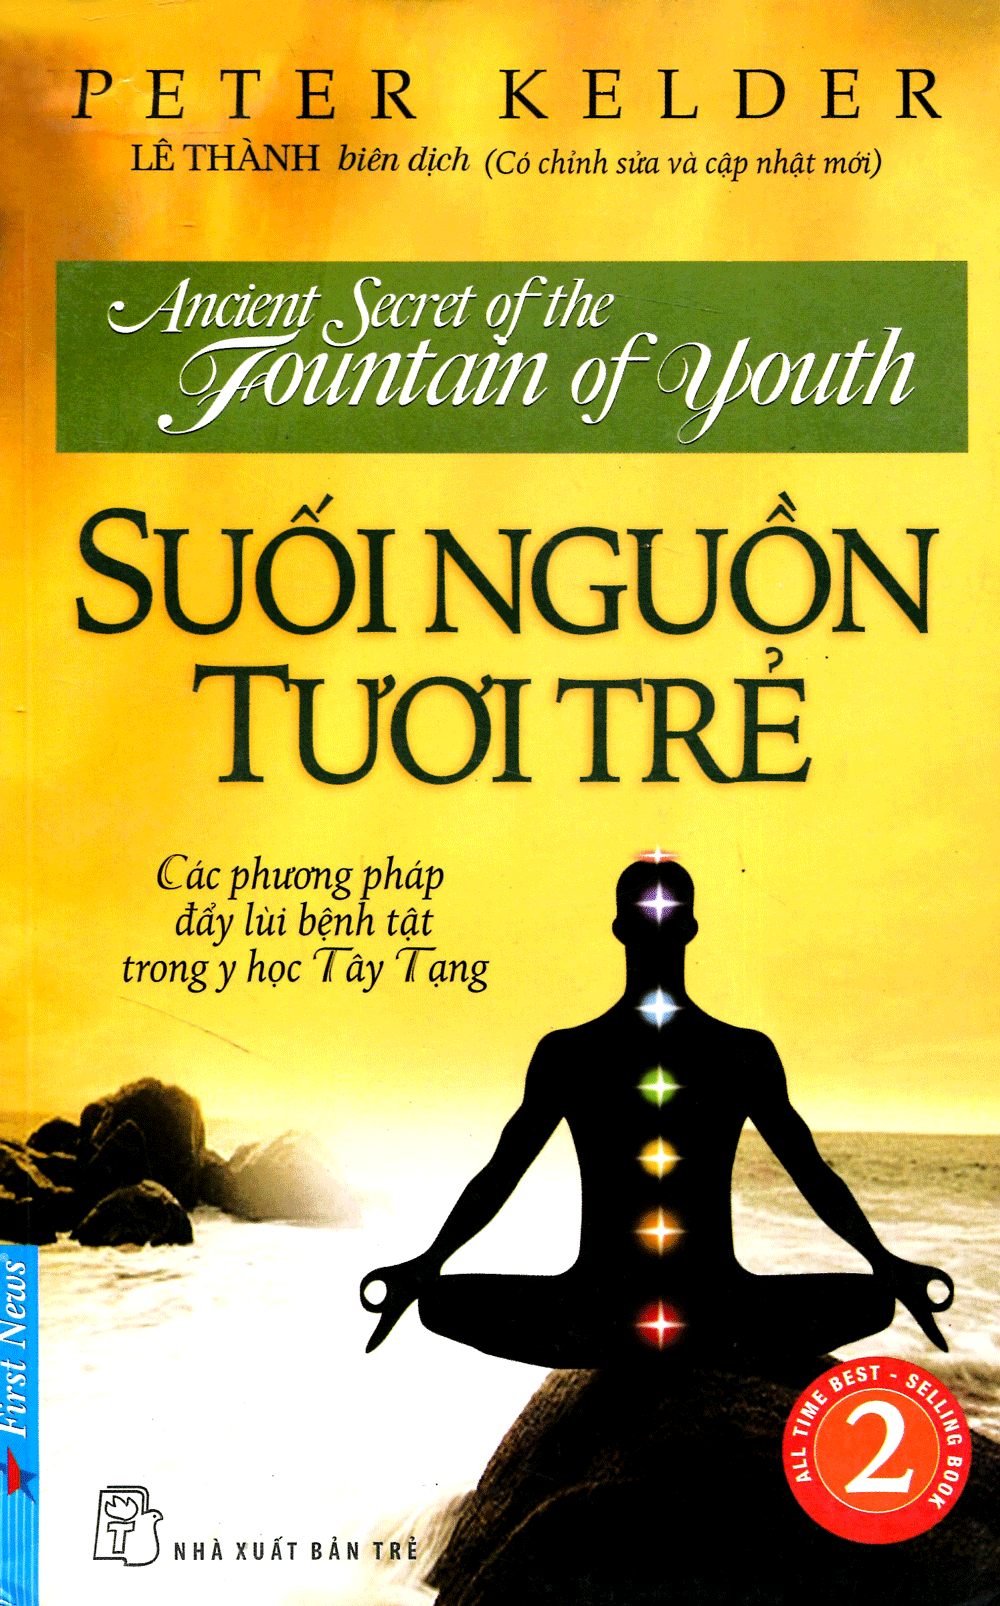 PETER KELDER
LÊ THÀNH biên dịch (Có chỉnh sửa và cập nhật mới)
Ancient Secret of the
Fountain of Youth
SUỐI NGUỒN
TƯƠI TRẺ
Các phương pháp
đẩy lùi bệnh tật
trong y học Tây Tạng
First News®
ALL TIME BEST - SELLING BOOK
2
T
NHÀ XUẤT BẢN TRẺ